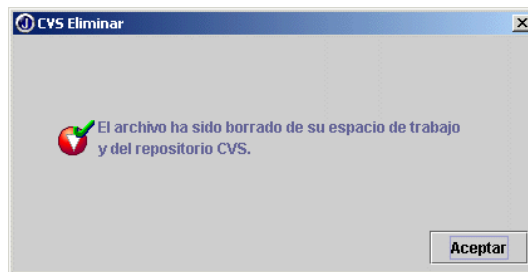 CVS Eliminar
El archivo ha sido borrado de su espacio de trabajo
y del repositorio CVS.
Aceptar